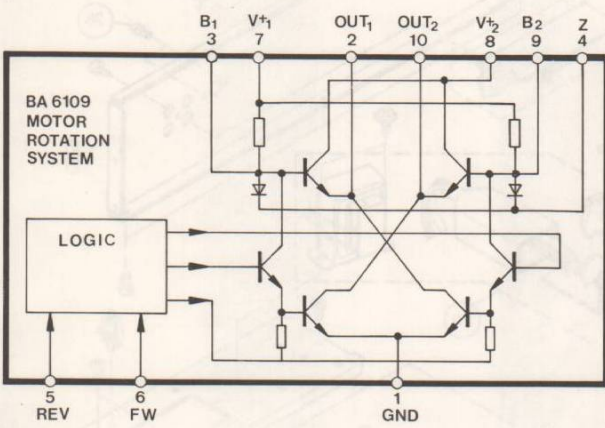 B1 V+1 OUT1 OUT2 V+2 B2 Z
3 7 2 10 8 9 4
BA 6109
MOTOR
ROTATION
SYSTEM
LOGIC
5 6 1
REV FW GND